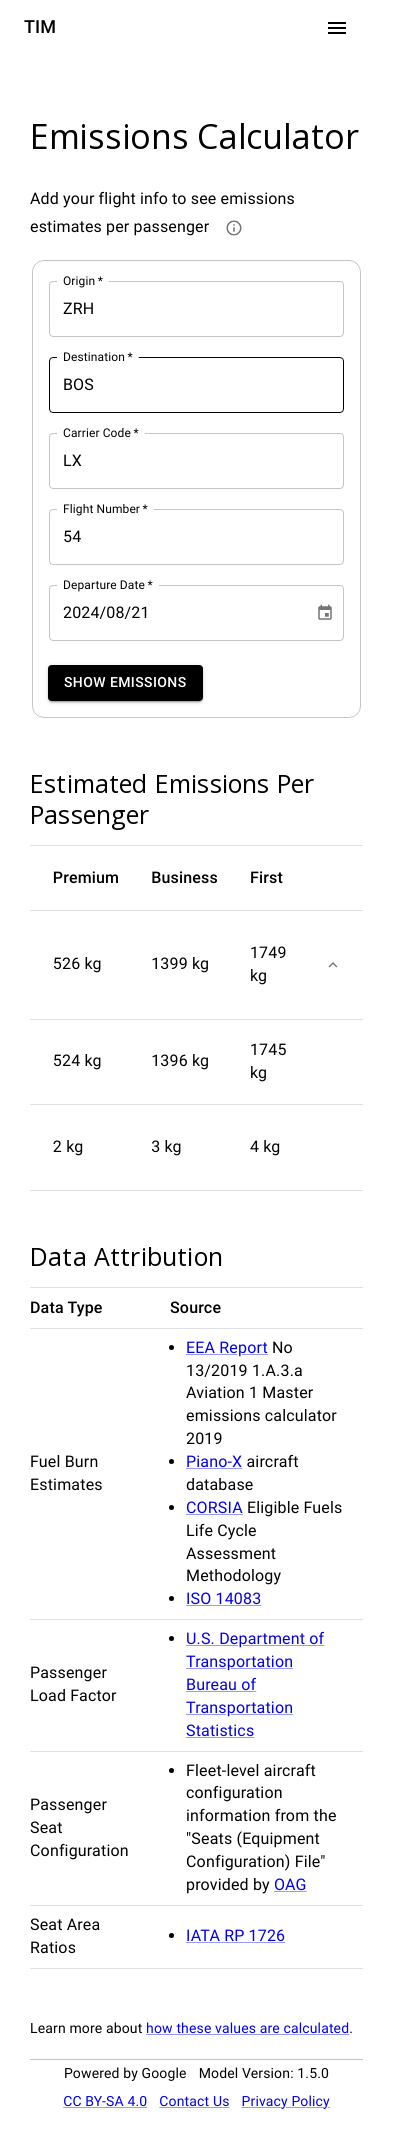 TIM
Emissions Calculator
Add your flight info to see emissions
estimates per passenger
Origin *
ZRH
Destination *
BOS
Carrier Code *
LX
Flight Number *
54
Departure Date *
2024/08/21
SHOW EMISSIONS
Estimated Emissions Per
Passenger
Premium Business First
526 kg 1399 kg 1749
kg
524 kg 1396 kg 1745
kg
2 kg 3 kg 4 kg
Data Attribution
Data Type Source
Fuel Burn
Estimates
• EEA Report No
13/2019 1.A.3.a
Aviation 1 Master
emissions calculator
2019
• Piano-X aircraft
database
• CORSIA Eligible Fuels
Life Cycle
Assessment
Methodology
• ISO 14083
Passenger
Load Factor
• U.S. Department of
Transportation
Bureau of
Transportation
Statistics
Passenger
Seat
Configuration
• Fleet-level aircraft
configuration
information from the
"Seats (Equipment
Configuration) File"
provided by OAG
Seat Area
Ratios
• IATA RP 1726
Learn more about how these values are calculated.
Powered by Google Model Version: 1.5.0
CC BY-SA 4.0 Contact Us Privacy Policy